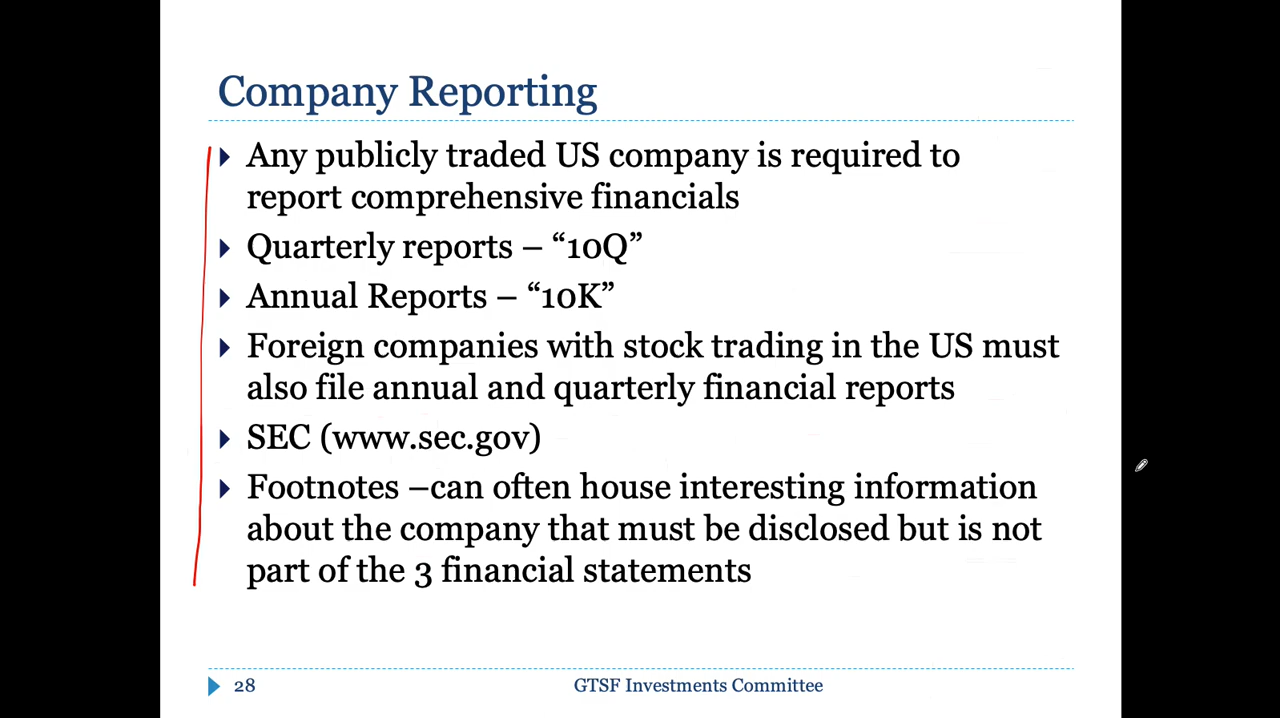 Company Reporting
Any publicly traded US company is required to
report comprehensive financials
Quarterly reports – “10Q”
Annual Reports – “10K”
Foreign companies with stock trading in the US must
also file annual and quarterly financial reports
SEC (www.sec.gov)
Footnotes –can often house interesting information
about the company that must be disclosed but is not
part of the 3 financial statements
28 GTSF Investments Committee